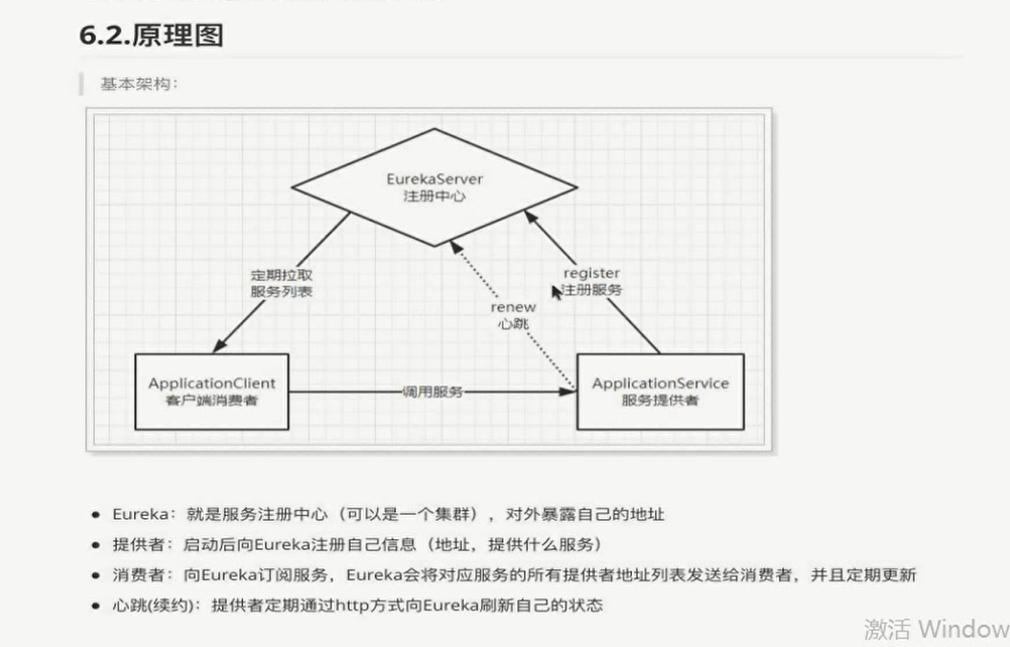 6.2.原理图
基本架构：
EurekaServer
注册中心
定期拉取
服务列表
register
注册服务
renew
心跳
ApplicationClient
客户端消费者
调用服务
ApplicationService
服务提供者
Eureka：就是服务注册中心（可以是一个集群），对外暴露自己的地址
提供者：启动后向Eureka注册自己信息（地址，提供什么服务）
消费者：向Eureka订阅服务，Eureka会将对应服务的所有提供者地址列表发送给消费者，并且定期更新
心跳(续约)：提供者定期通过http方式向Eureka刷新自己的状态
激活 Window